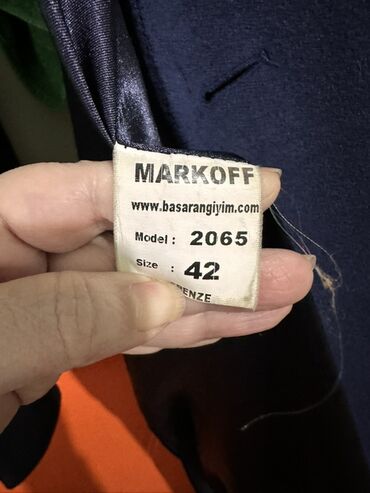 MARKOFF
www.basarangiyim.com
Model : 2065
Size : 42